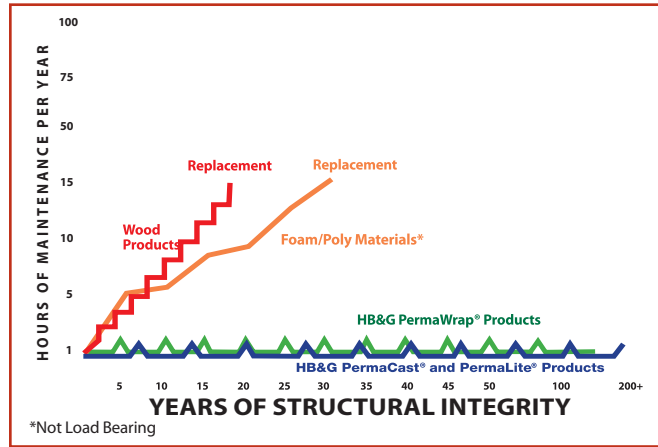 100
75
50
15
10
5
1
HOURS OF MAINTENANCE PER YEAR
Replacement
Replacement
Wood
Products
Foam/Poly Materials*
HB&G PermaWrap® Products
HB&G PermaCast® and PermaLite® Products
5 10 15 20 25 30 35 40 45 50 100 200+
YEARS OF STRUCTURAL INTEGRITY
*Not Load Bearing